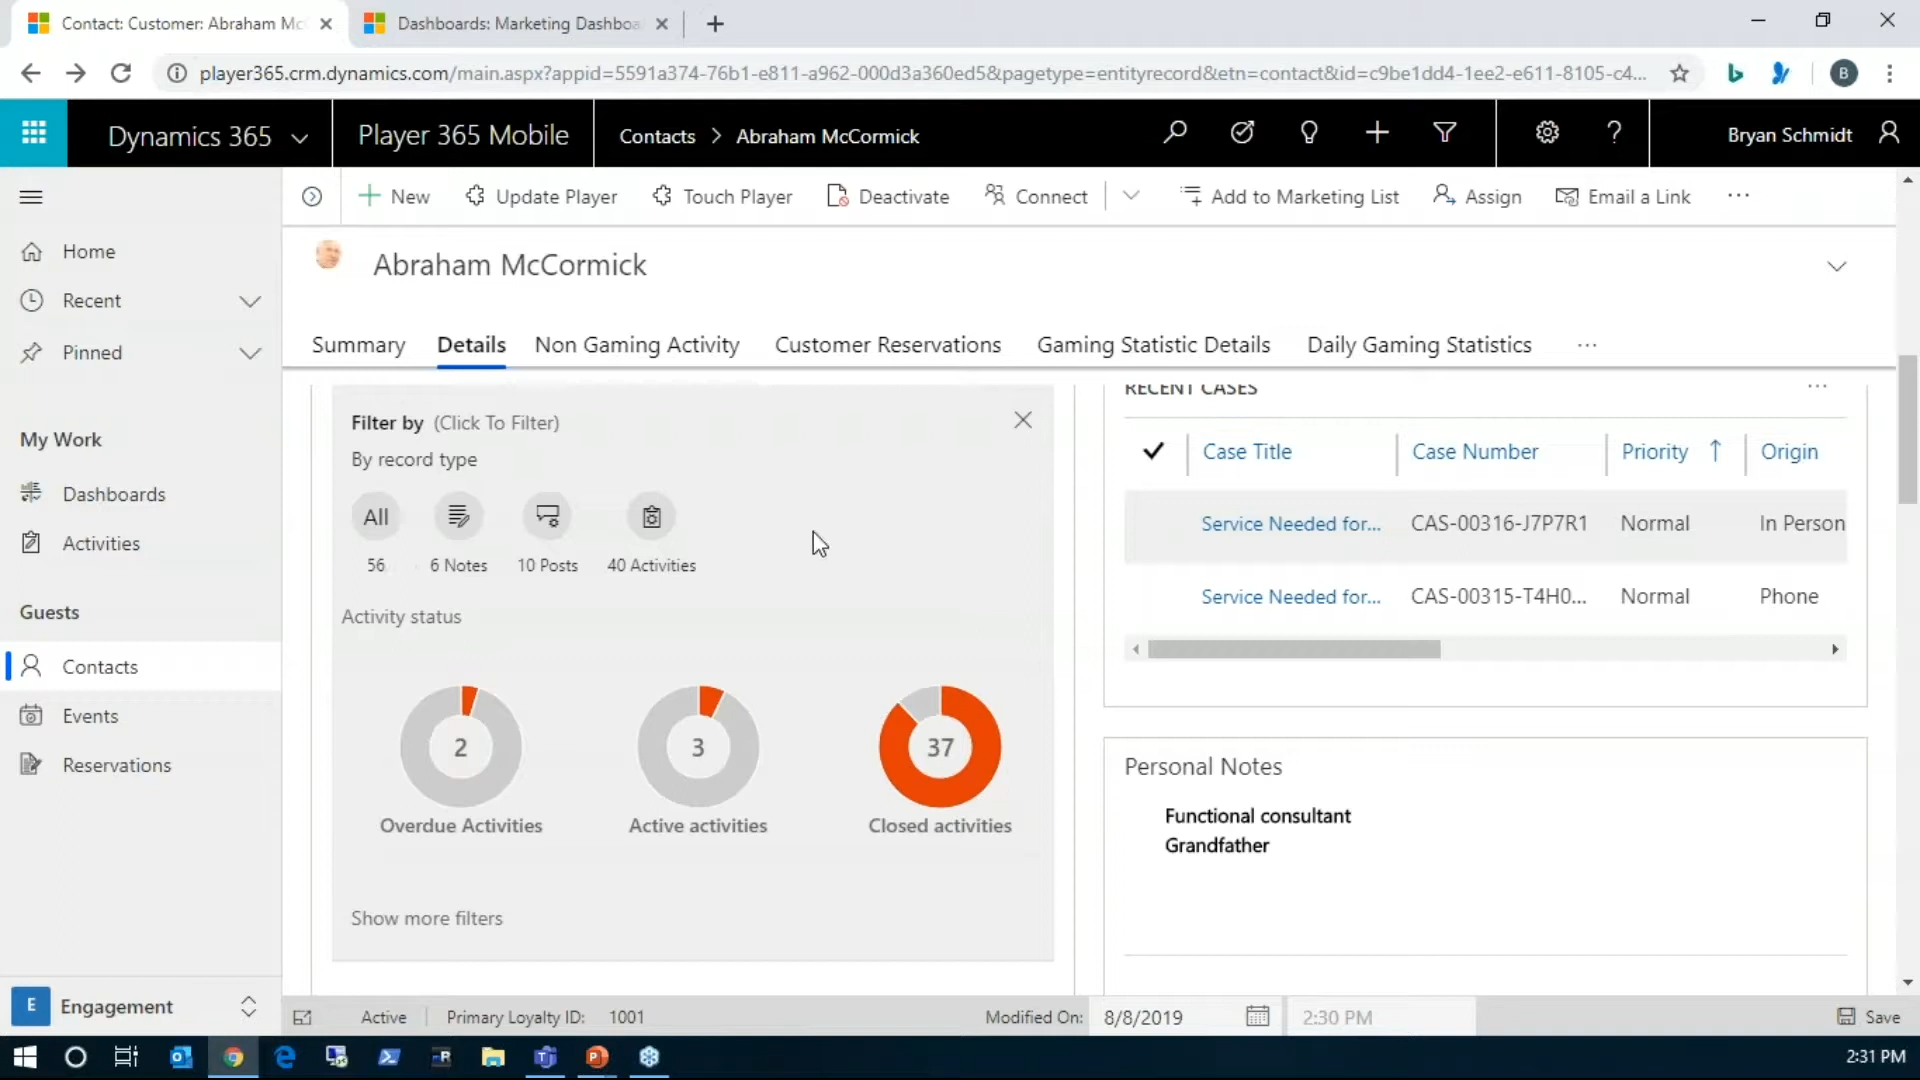 Contact: Customer: Abraham Mc
Dashboards: Marketing Dashboa
player365.crm.dynamics.com/main.aspx?appid=5591a374-76b1-e811-a962-000d3a360ed5&pagetype=entityrecord&etn=contact&id=c9be1dd4-1ee2-e611-8105-c4...
B
Dynamics 365
Player 365 Mobile
Contacts > Abraham McCormick
Bryan Schmidt
New
Update Player
Touch Player
Deactivate
Connect
Add to Marketing List
Assign
Email a Link
Home
Recent
Pinned
My Work
Dashboards
Activities
Guests
Contacts
Events
Reservations
E Engagement
Abraham McCormick
Summary
Details
Non Gaming Activity
Customer Reservations
Gaming Statistic Details
Daily Gaming Statistics
Filter by (Click To Filter)
By record type
All
56
6 Notes
10 Posts
40 Activities
Activity status
2
3
37
Overdue Activities
Active activities
Closed activities
Show more filters
RECENT CASES
Case Title
Case Number
Priority
Origin
Service Needed for... CAS-00316-J7P7R1 Normal In Person
Service Needed for... CAS-00315-T4H0... Normal Phone
Personal Notes
Functional consultant
Grandfather
Active
Primary Loyalty ID: 1001
Modified On: 8/8/2019 2:30 PM
Save
2:31 PM